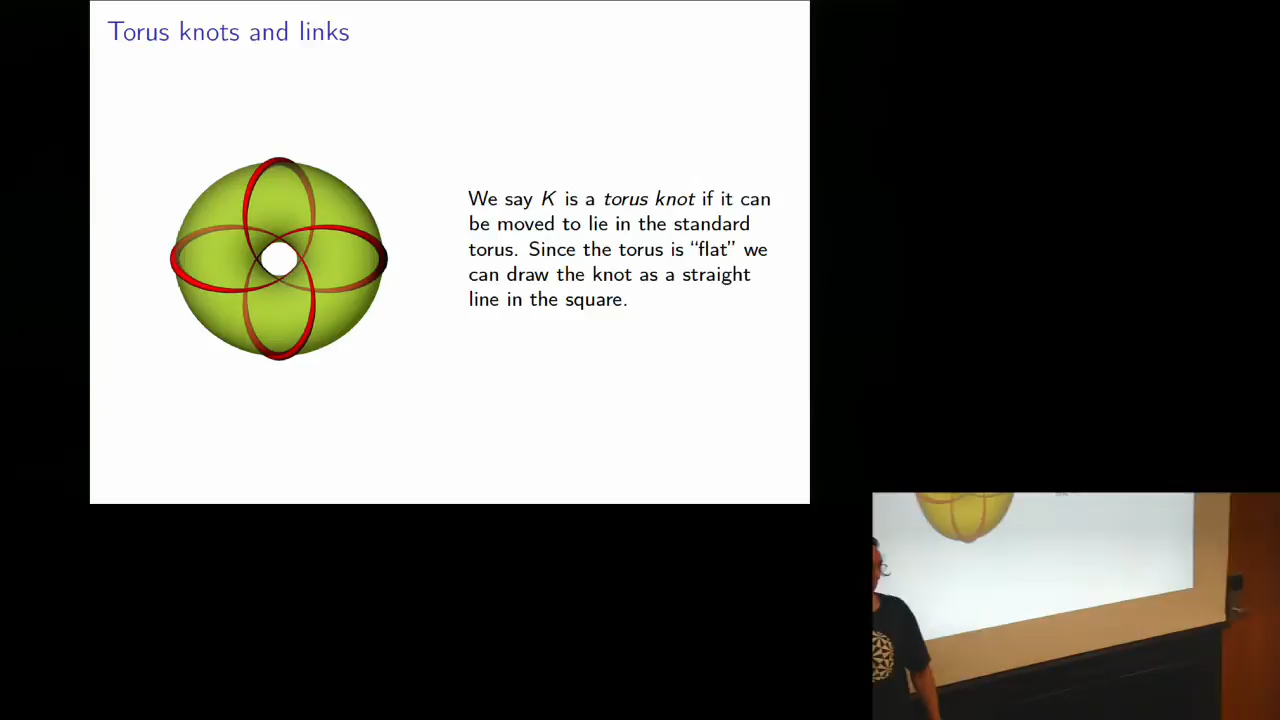 Torus knots and links
We say K is a torus knot if it can
be moved to lie in the standard
torus. Since the torus is “flat” we
can draw the knot as a straight
line in the square.